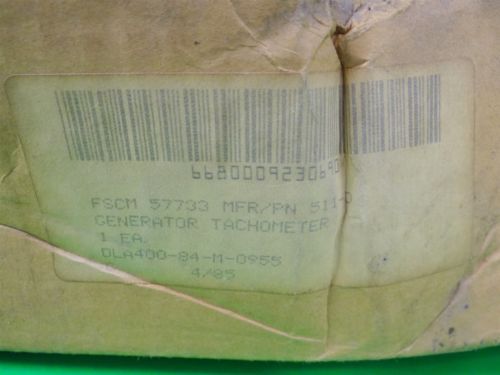 6680009230690
FSCM 57733 MFR/PN 511-D
GENERATOR TACHOMETER
1 EA.
DLA400-84-M-0955
4/85